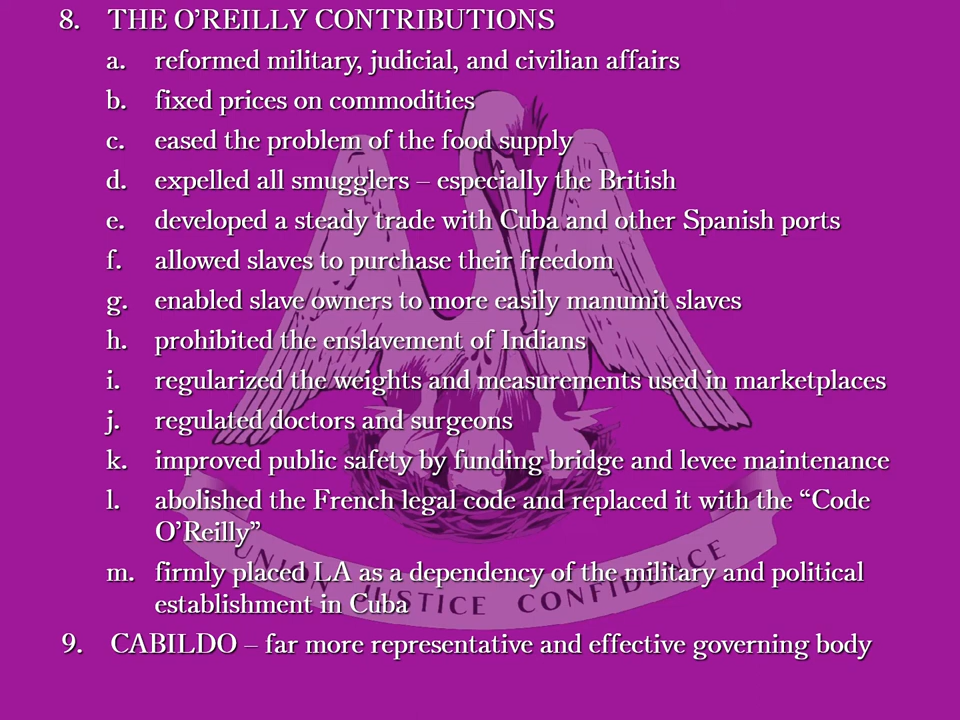 8. THE O’REILLY CONTRIBUTIONS
a. reformed military, judicial, and civilian affairs
b. fixed prices on commodities
c. eased the problem of the food supply
d. expelled all smugglers – especially the British
e. developed a steady trade with Cuba and other Spanish ports
f. allowed slaves to purchase their freedom
g. enabled slave owners to more easily manumit slaves
h. prohibited the enslavement of Indians
i. regularized the weights and measurements used in marketplaces
j. regulated doctors and surgeons
k. improved public safety by funding bridge and levee maintenance
l. abolished the French legal code and replaced it with the “Code
O’Reilly”
m. firmly placed LA as a dependency of the military and political
establishment in Cuba
9. CABILDO – far more representative and effective governing body
UNION JUSTICE CONFIDENCE